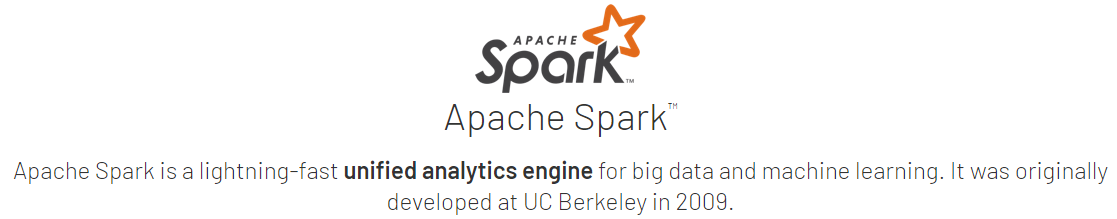 APACHE
Spark™
Apache Spark™
Apache Spark is a lightning-fast unified analytics engine for big data and machine learning. It was originally
developed at UC Berkeley in 2009.